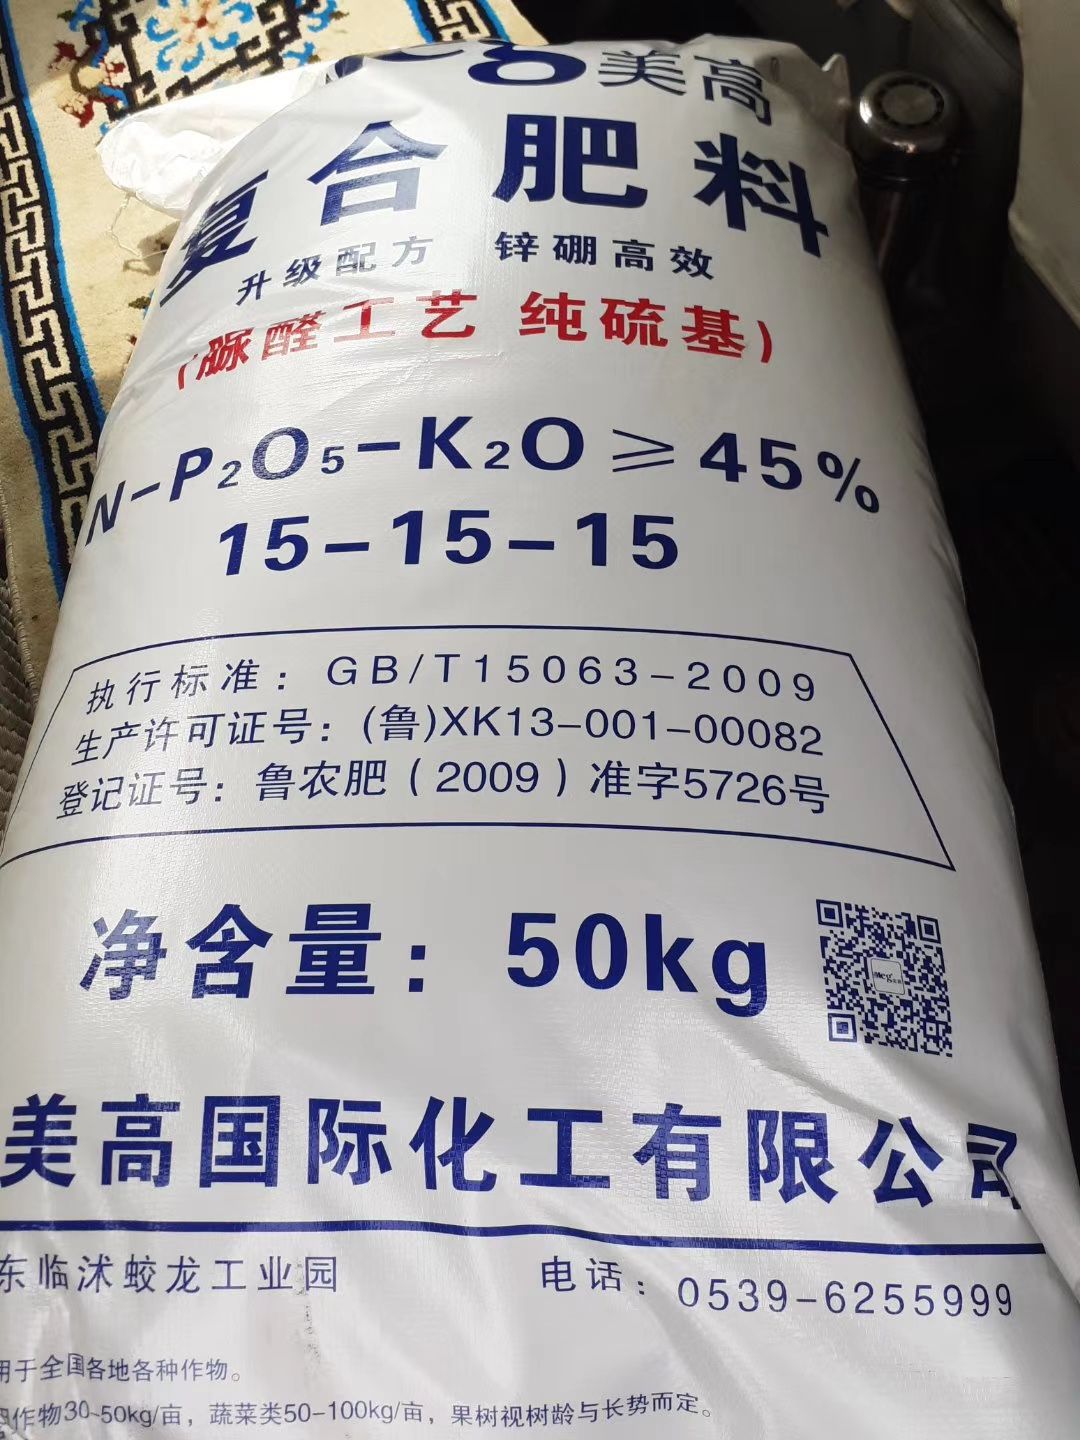 美高
复合肥料
升级配方 锌硼高效
(脲醛工艺 纯硫基)
N-P₂O₅-K₂O≥45%
15-15-15
执行标准：GB/T15063-2009
生产许可证号：(鲁)XK13-001-00082
登记证号：鲁农肥（2009）准字5726号
净含量：50kg
meg
美高国际化工有限公司
东临沭蛟龙工业园 电话：0539-6255999
用于全国各地各种作物。
作物30-50kg/亩，蔬菜类50-100kg/亩，果树视树龄与长势而定。